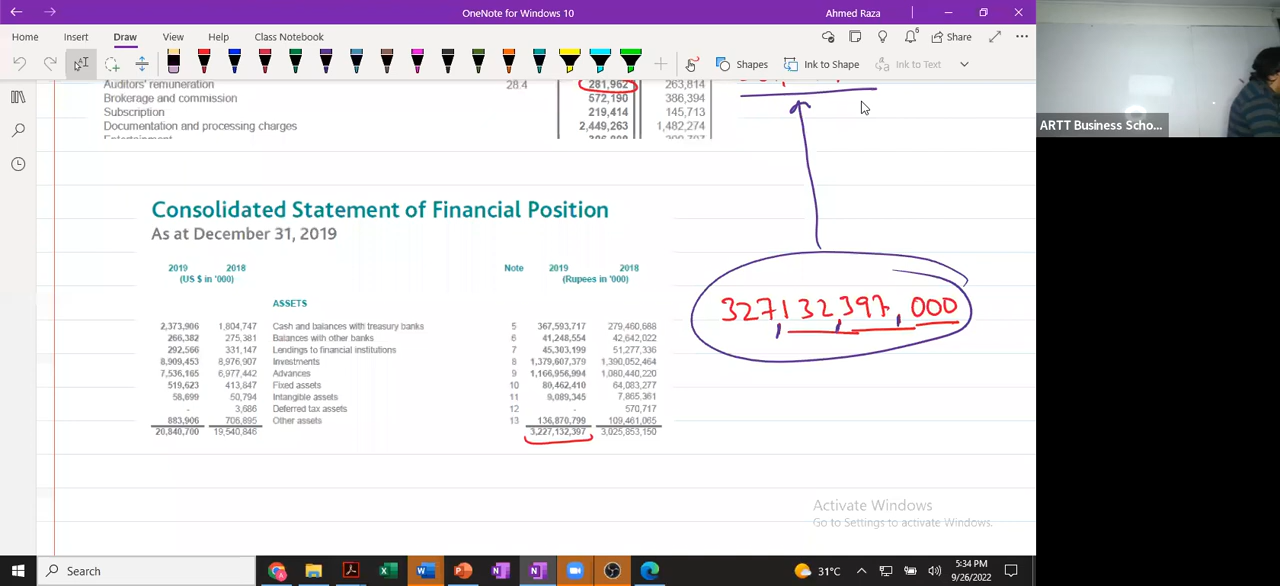 OneNote for Windows 10
Ahmed Raza
Home Insert Draw View Help Class Notebook
6
Share
Shapes Ink to Shape Ink to Text
Auditors' remuneration 28.4 281,962 263,814
Brokerage and commission 572,190 386,394
Subscription 219,414 145,713
Documentation and processing charges 2,449,263 1,482,274
ARTT Business Scho...
Consolidated Statement of Financial Position
As at December 31, 2019
2019 2018 Note 2019 2018
(US $ in '000) (Rupees in '000)
ASSETS
2,373,906 1,804,747 Cash and balances with treasury banks 5 367,593,717 279,460,688
266,382 275,381 Balances with other banks 6 41,248,554 42,642,022
292,566 331,147 Lendings to financial institutions 7 45,303,199 51,277,336
8,909,453 8,976,907 Investments 8 1,379,607,379 1,390,052,464
7,536,165 6,977,442 Advances 9 1,166,956,994 1,080,440,220
519,623 413,847 Fixed assets 10 80,462,410 64,083,277
58,699 50,794 Intangible assets 11 9,089,345 7,865,361
- 3,686 Deferred tax assets 12 - 570,717
883,906 706,895 Other assets 13 136,870,799 109,461,065
20,840,700 19,540,846 3,227,132,397 3,025,853,150
327,132,397,000
Activate Windows
Go to Settings to activate Windows.
Search
31°C
5:34 PM
9/26/2022